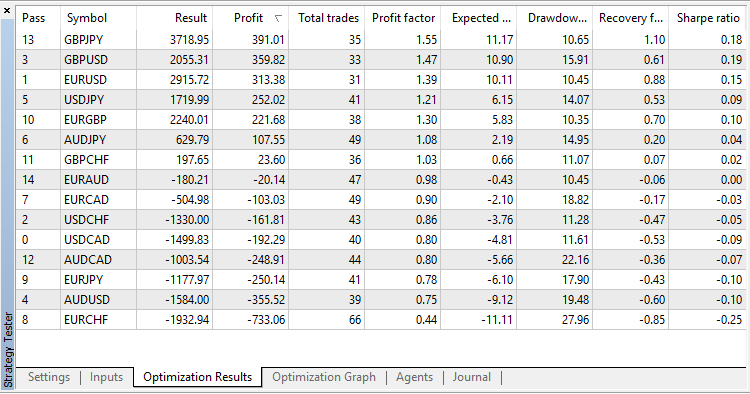 Pass Symbol Result Profit Total trades Profit factor Expected ... Drawdow... Recovery f... Sharpe ratio
13 GBPJPY 3718.95 391.01 35 1.55 11.17 10.65 1.10 0.18
3 GBPUSD 2055.31 359.82 33 1.47 10.90 15.91 0.61 0.19
1 EURUSD 2915.72 313.38 31 1.39 10.11 10.45 0.88 0.15
5 USDJPY 1719.99 252.02 41 1.21 6.15 14.07 0.53 0.09
10 EURGBP 2240.01 221.68 38 1.30 5.83 10.35 0.70 0.10
6 AUDJPY 629.79 107.55 49 1.08 2.19 14.95 0.20 0.04
11 GBPCHF 197.65 23.60 36 1.03 0.66 11.07 0.07 0.02
14 EURAUD -180.21 -20.14 47 0.98 -0.43 10.45 -0.06 0.00
7 EURCAD -504.98 -103.03 49 0.90 -2.10 18.82 -0.17 -0.03
2 USDCHF -1330.00 -161.81 43 0.86 -3.76 11.28 -0.47 -0.05
0 USDCAD -1499.83 -192.29 40 0.80 -4.81 11.61 -0.53 -0.09
12 AUDCAD -1003.54 -248.91 44 0.80 -5.66 22.16 -0.36 -0.07
9 EURJPY -1177.97 -250.14 41 0.78 -6.10 17.90 -0.43 -0.10
4 AUDUSD -1584.00 -355.52 39 0.75 -9.12 19.48 -0.60 -0.10
8 EURCHF -1932.94 -733.06 66 0.44 -11.11 27.96 -0.85 -0.25
Settings Inputs Optimization Results Optimization Graph Agents Journal
Strategy Tester